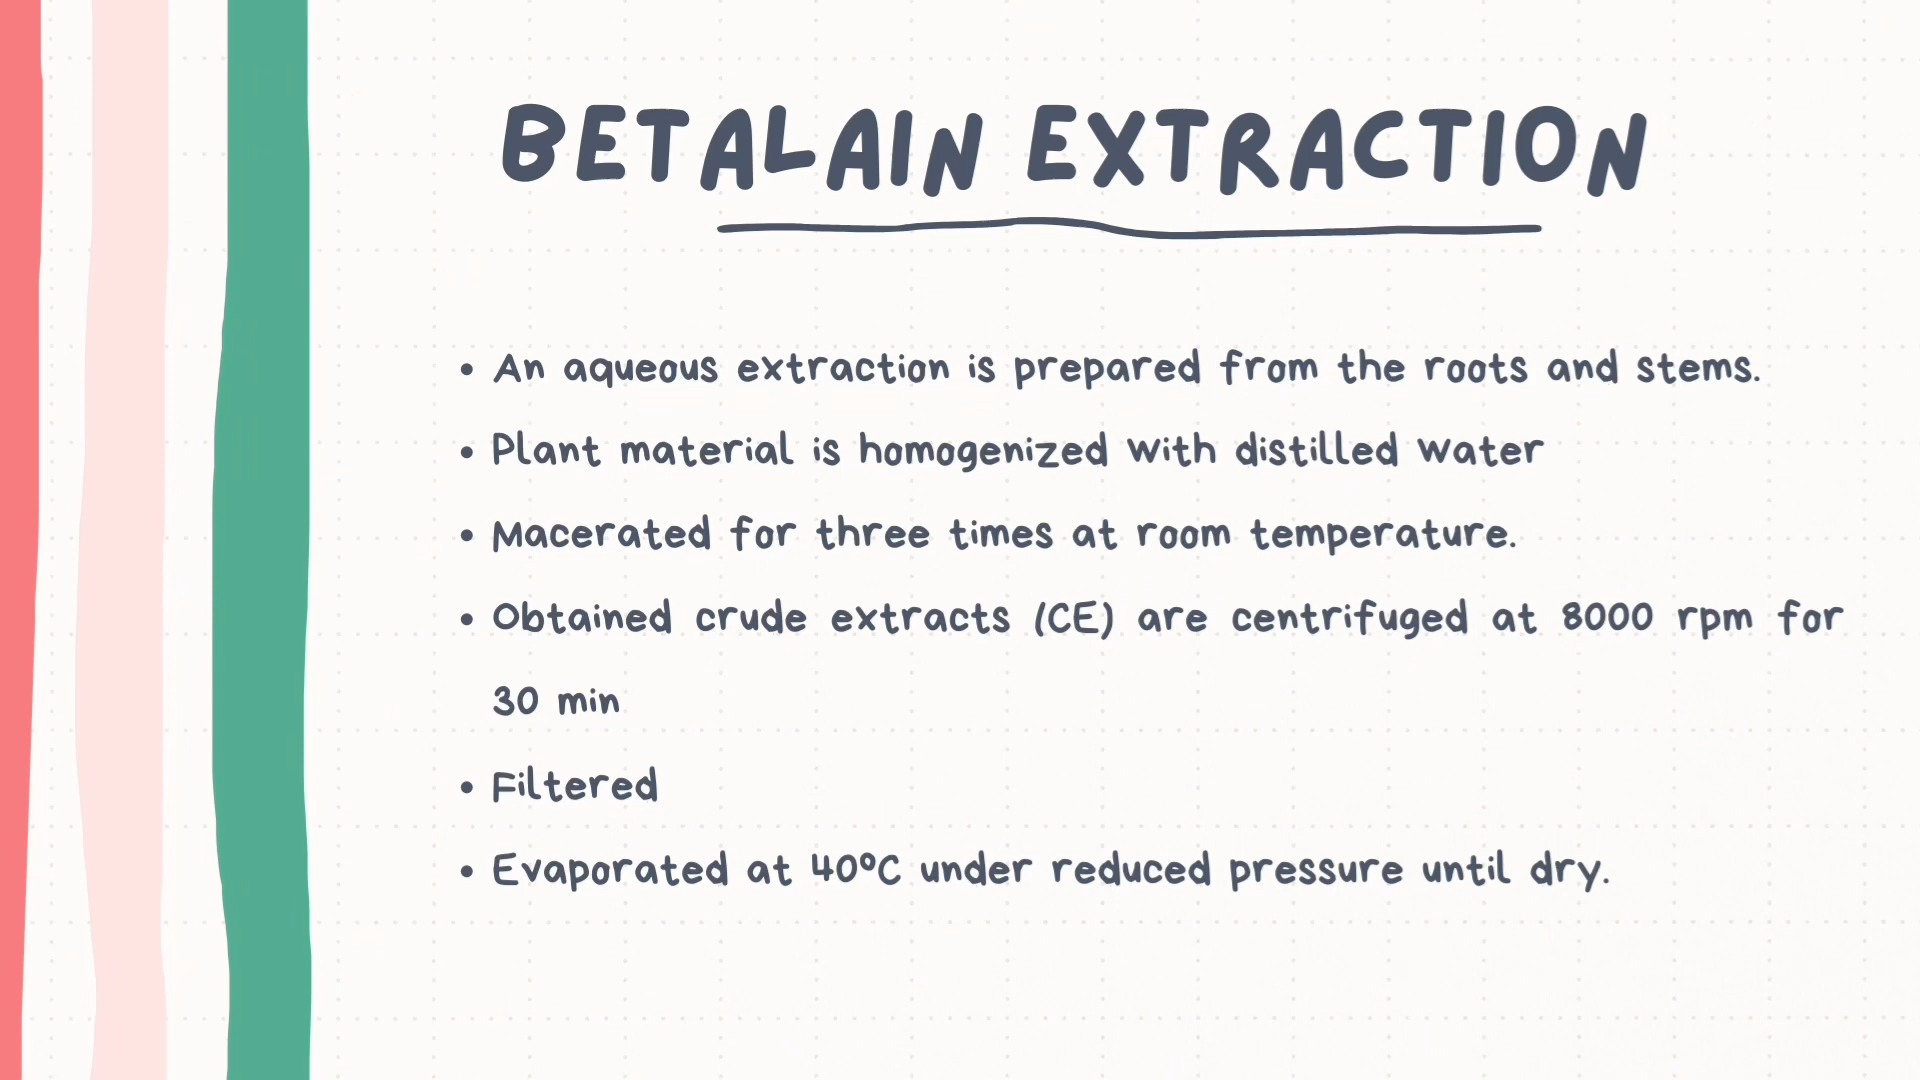 BETALAIN EXTRACTION
• An aqueous extraction is prepared from the roots and stems.
• Plant material is homogenized with distilled water
• Macerated for three times at room temperature.
• Obtained crude extracts (CE) are centrifuged at 8000 rpm for
30 min
• Filtered
• Evaporated at 40ºC under reduced pressure until dry.